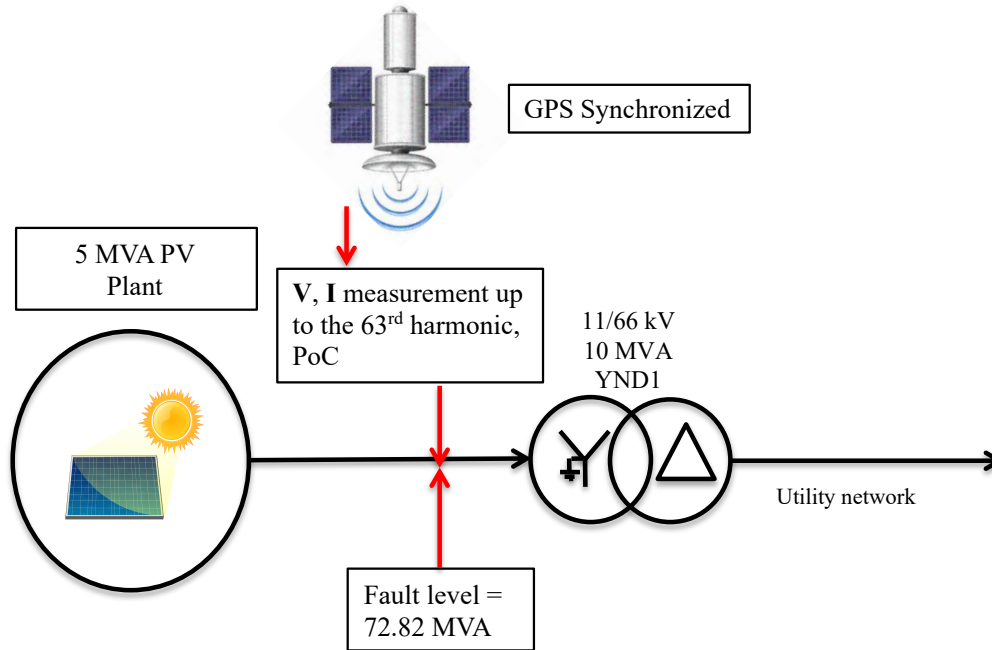 GPS Synchronized
5 MVA PV
Plant
V, I measurement up
to the 63rd harmonic,
PoC
11/66 kV
10 MVA
YND1
Utility network
Fault level =
72.82 MVA